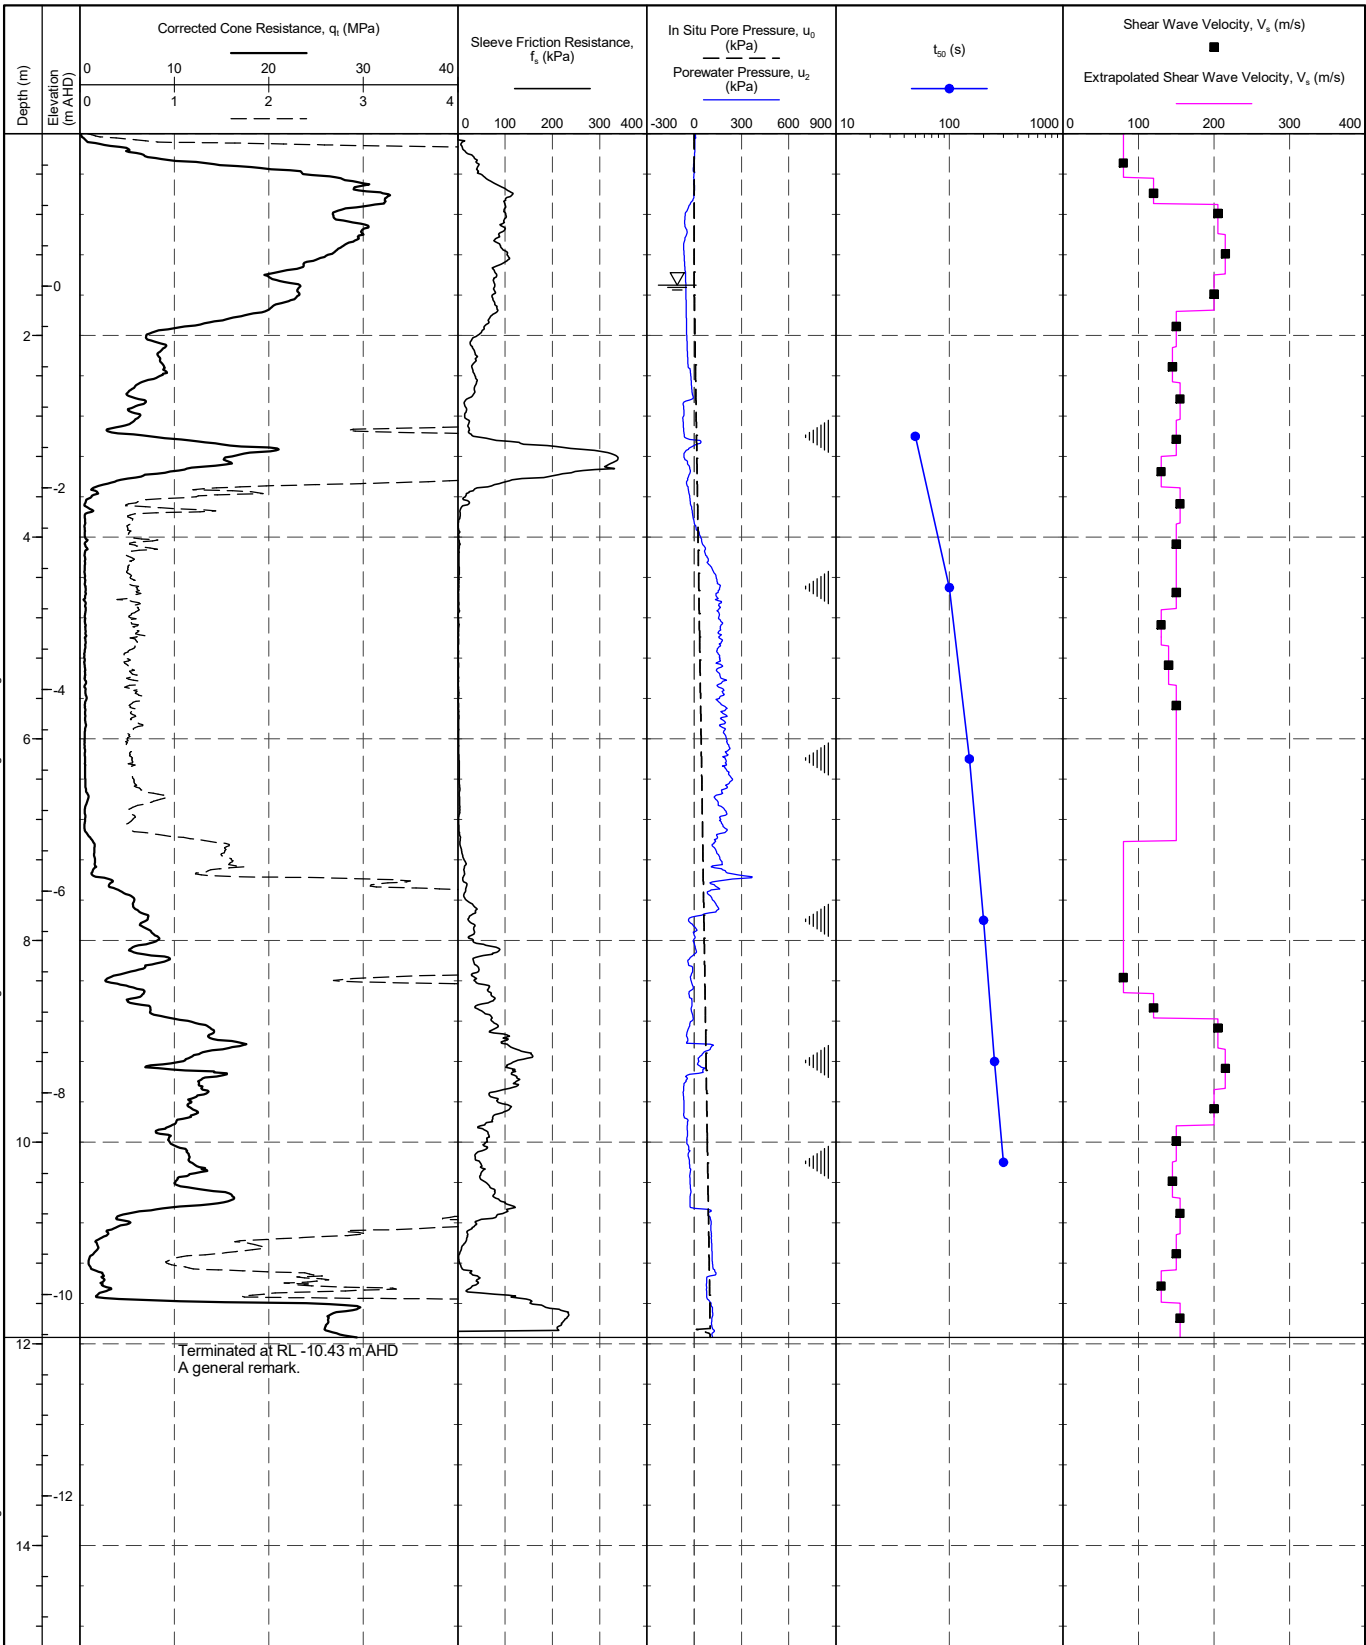 Corrected Cone Resistance, qt (MPa)
0 10 20 30 40
0 1 2 3 4
Sleeve Friction Resistance,
fs (kPa)
0 100 200 300 400
In Situ Pore Pressure, u0
(kPa)
Porewater Pressure, u2
(kPa)
-300 0 300 600 900
t50 (s)
10 100 1000
Shear Wave Velocity, Vs (m/s)
Extrapolated Shear Wave Velocity, Vs (m/s)
0 100 200 300 400
Depth (m)
Elevation
(m AHD)
0
2
-2
4
-4
6
-6
8
-8
10
-10
12
Terminated at RL -10.43 m AHD
A general remark.
-12
14